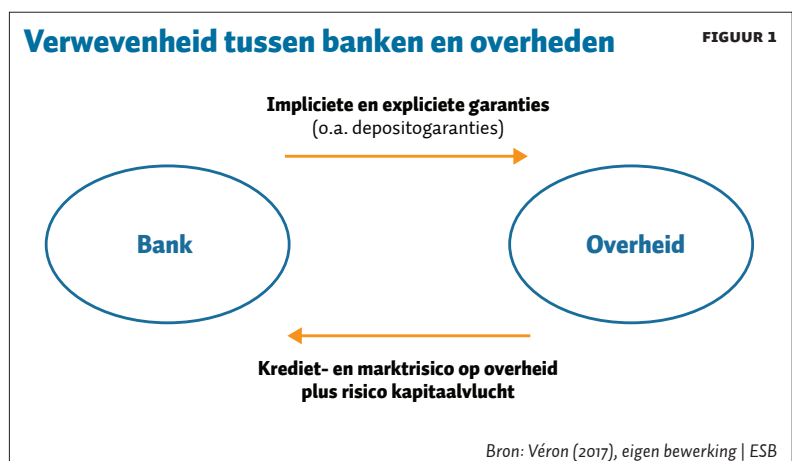 Verwevenheid tussen banken en overheden
FIGUUR 1
Impliciete en expliciete garanties
(o.a. depositogaranties)
Bank
Overheid
Krediet- en marktrisico op overheid
plus risico kapitaalvlucht
Bron: Véron (2017), eigen bewerking | ESB